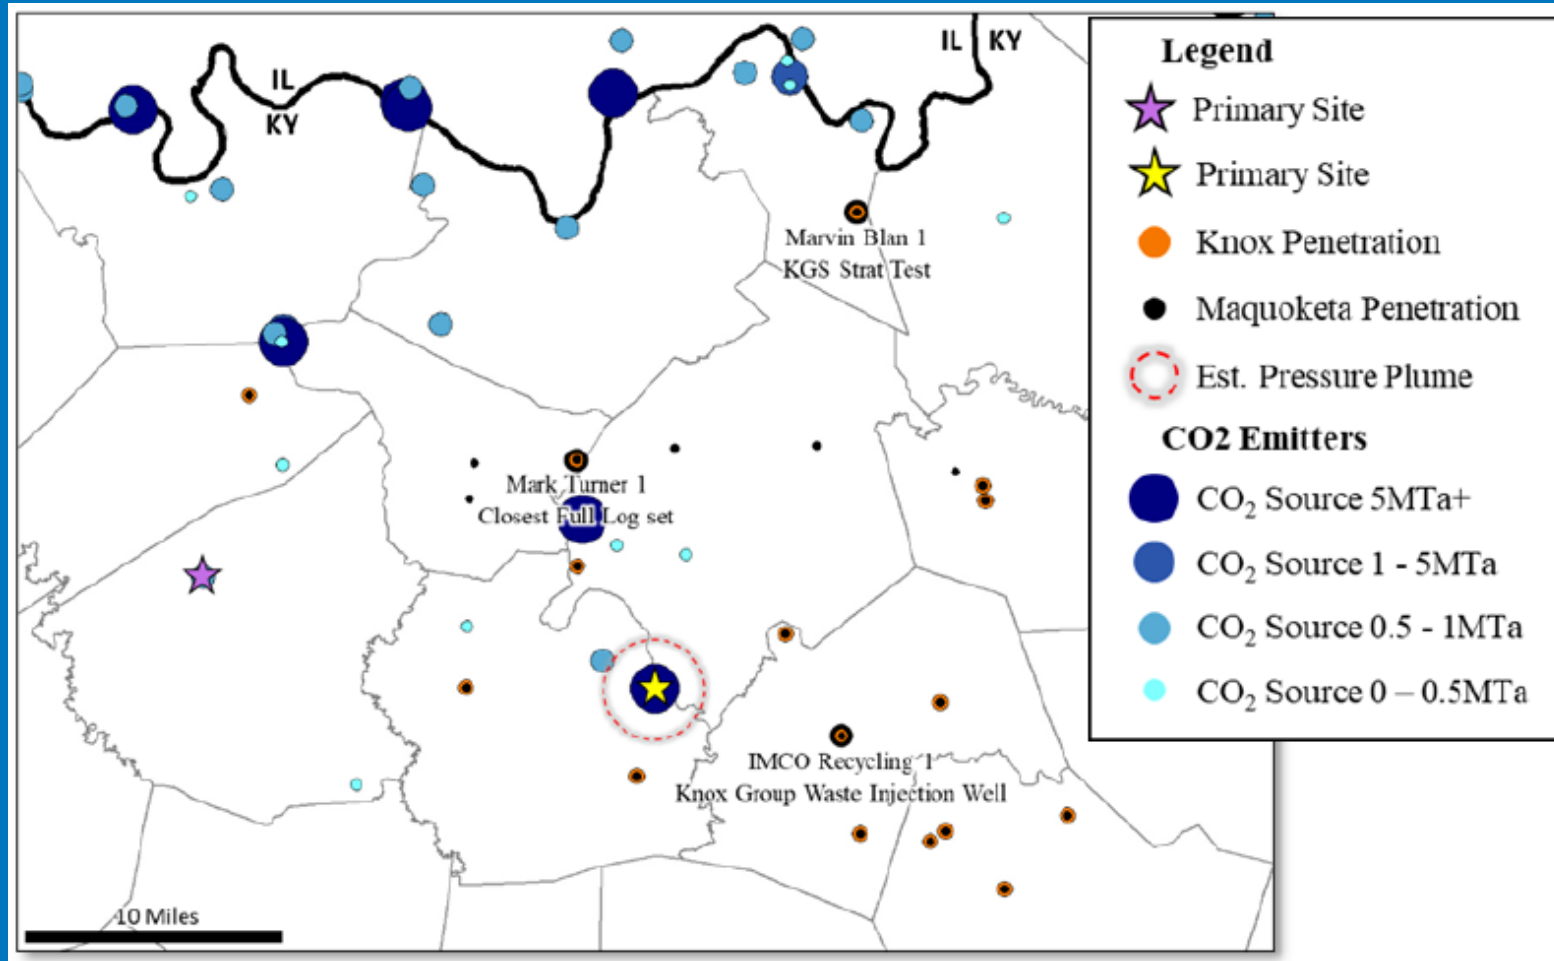 IL
KY
IL KY
Marvin Blan 1
KGS Strat Test
Mark Turner 1
Closest Full Log set
IMCO Recycling 1
Knox Group Waste Injection Well
10 Miles
Legend
Primary Site
Primary Site
Knox Penetration
Maquoketa Penetration
Est. Pressure Plume
CO2 Emitters
CO₂ Source 5MTa+
CO₂ Source 1 - 5MTa
CO₂ Source 0.5 - 1MTa
CO₂ Source 0 – 0.5MTa